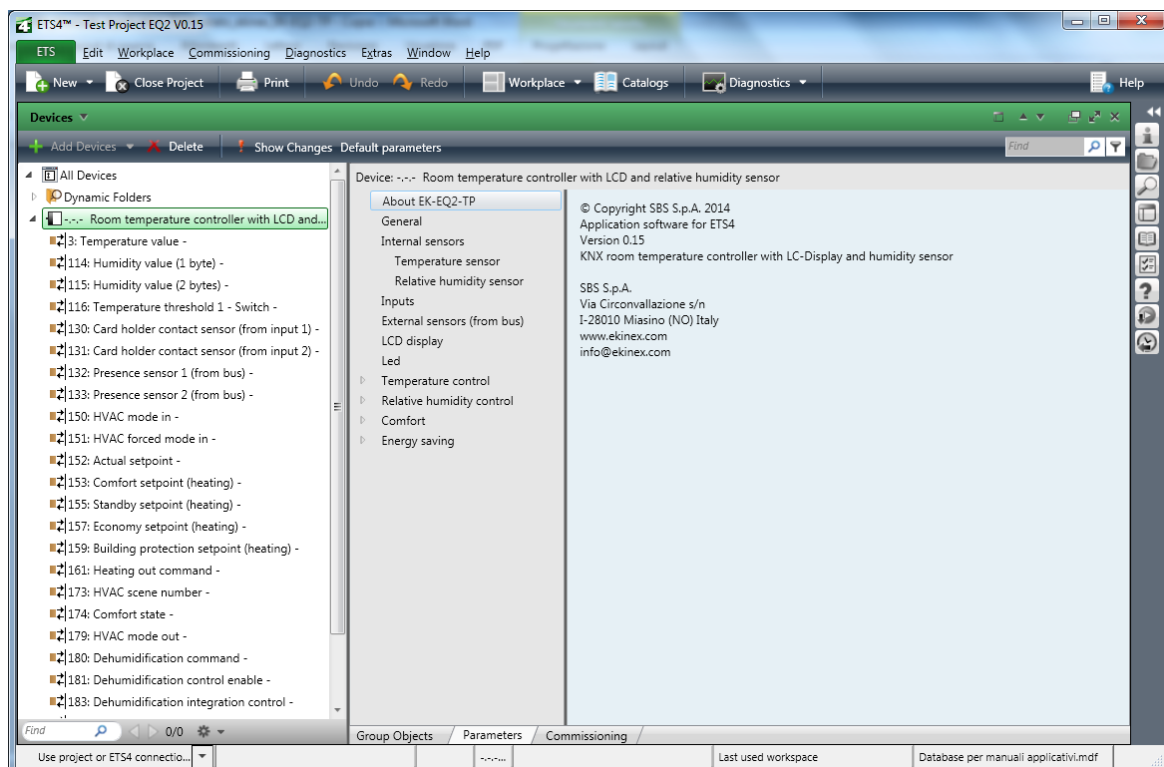 ETS4™ - Test Project EQ2 V0.15
ETS Edit Workplace Commissioning Diagnostics Extras Window Help
New Close Project Print Undo Redo Workplace Catalogs Diagnostics Help
Devices
Add Devices Delete Show Changes Default parameters Find
All Devices
Dynamic Folders
-.-.- Room temperature controller with LCD and...
3: Temperature value -
114: Humidity value (1 byte) -
115: Humidity value (2 bytes) -
116: Temperature threshold 1 - Switch -
130: Card holder contact sensor (from input 1) -
131: Card holder contact sensor (from input 2) -
132: Presence sensor 1 (from bus) -
133: Presence sensor 2 (from bus) -
150: HVAC mode in -
151: HVAC forced mode in -
152: Actual setpoint -
153: Comfort setpoint (heating) -
155: Standby setpoint (heating) -
157: Economy setpoint (heating) -
159: Building protection setpoint (heating) -
161: Heating out command -
173: HVAC scene number -
174: Comfort state -
179: HVAC mode out -
180: Dehumidification command -
181: Dehumidification control enable -
183: Dehumidification integration control -
Find 0/0
Device: -.-.- Room temperature controller with LCD and relative humidity sensor
About EK-EQ2-TP
General
Internal sensors
Temperature sensor
Relative humidity sensor
Inputs
External sensors (from bus)
LCD display
Led
Temperature control
Relative humidity control
Comfort
Energy saving
© Copyright SBS S.p.A. 2014
Application software for ETS4
Version 0.15
KNX room temperature controller with LC-Display and humidity sensor
SBS S.p.A.
Via Circonvallazione s/n
I-28010 Miasino (NO) Italy
www.ekinex.com
info@ekinex.com
Group Objects Parameters Commissioning
Use project or ETS4 connectio... -.-.-... Last used workspace Database per manuali applicativi.mdf